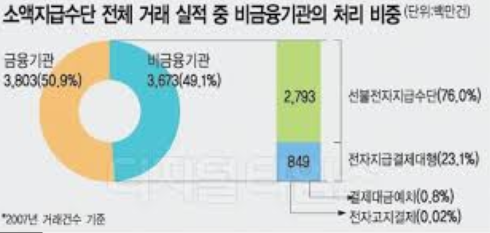 소액지급수단 전체 거래 실적 중 비금융기관의 처리 비중 (단위:백만건)
금융기관
3,803(50,9%)
비금융기관
3,673(49,1%)
2,793
선불전자지급수단(76,0%)
849
전자지급결제대행(23,1%)
결제대금예치(0,8%)
전자고지결제(0,02%)
*2007년 거래건수 기준